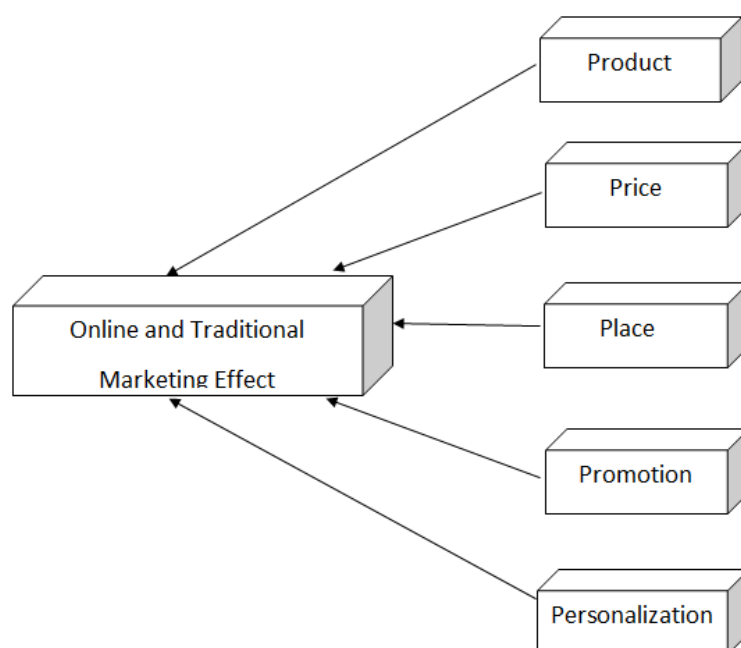 Product
Price
Online and Traditional
Marketing Effect
Place
Promotion
Personalization